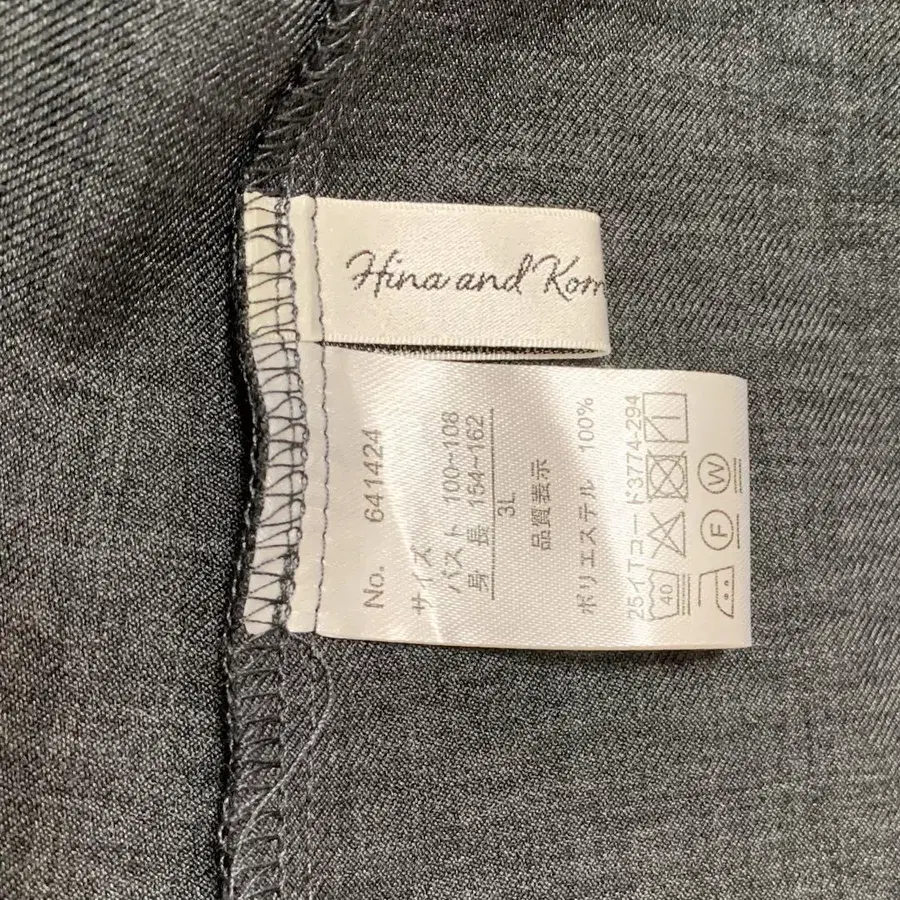 Hina and Kom
No. 641424
サイズ
バスト 100~108
身 長 154~162
3L
品質表示
ポリエステル 100%
25イTコード3774-294
40
F W